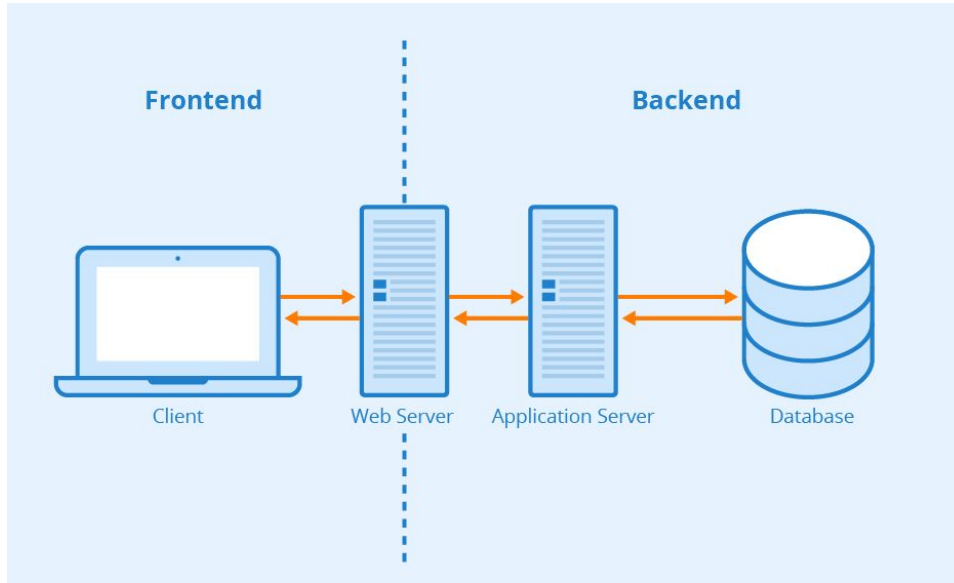 Frontend
Backend
Client
Web Server
Application Server
Database